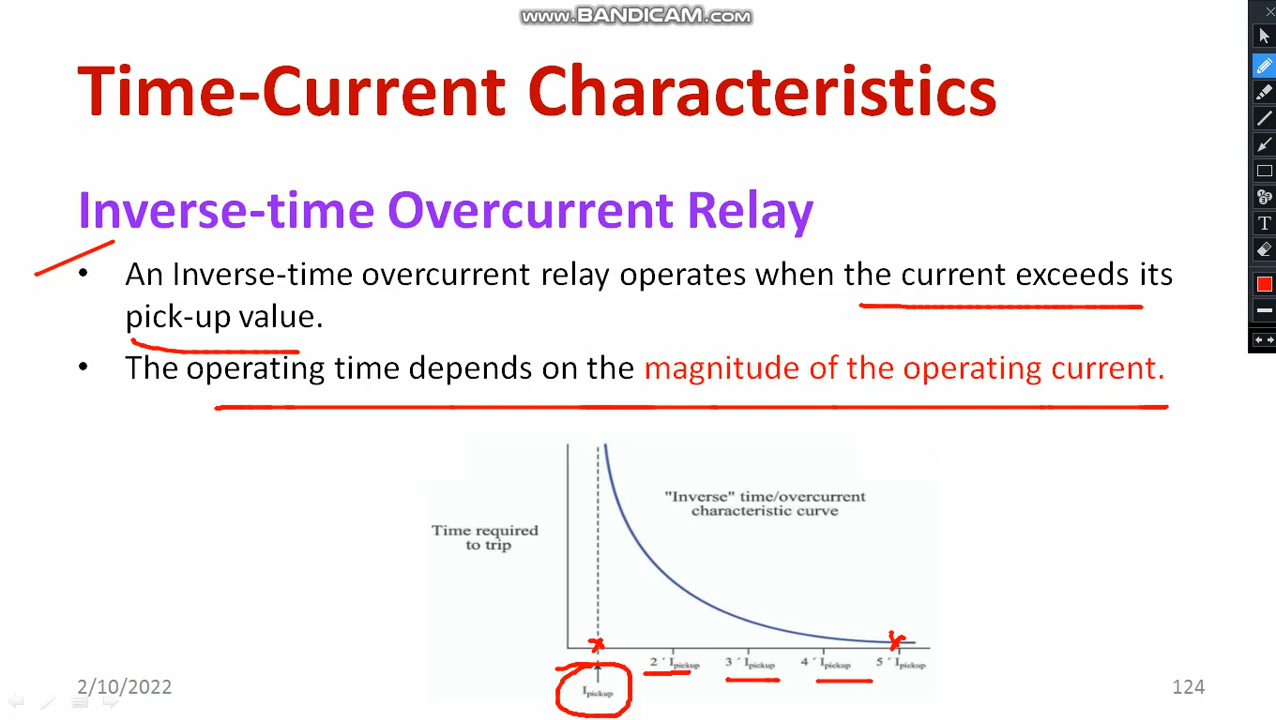 www.BANDICAM.com
Time-Current Characteristics
Inverse-time Overcurrent Relay
• An Inverse-time overcurrent relay operates when the current exceeds its
pick-up value.
• The operating time depends on the magnitude of the operating current.
"Inverse" time/overcurrent
characteristic curve
Time required
to trip
2 ´ Ipickup 3 ´ Ipickup 4 ´ Ipickup 5 ´ Ipickup
Ipickup
2/10/2022 124
T